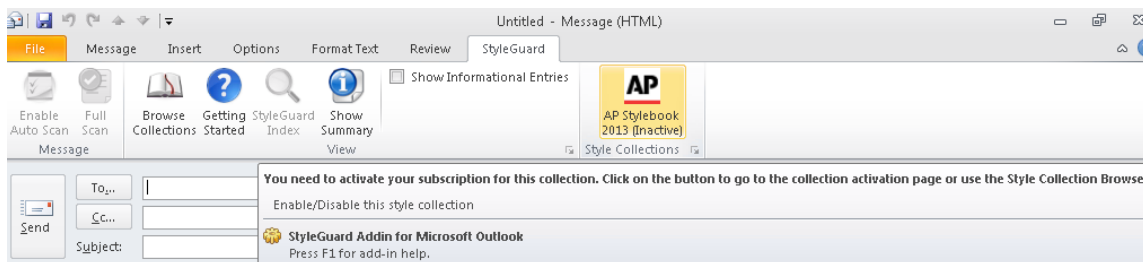 Untitled - Message (HTML)
File Message Insert Options Format Text Review StyleGuard
Show Informational Entries
AP
Enable Auto Scan
Full Scan
Browse Collections
Getting Started
StyleGuard Index
Show Summary
AP Stylebook 2013 (Inactive)
Message View Style Collections
Send
To...
Cc...
Subject:
You need to activate your subscription for this collection. Click on the button to go to the collection activation page or use the Style Collection Browse
Enable/Disable this style collection
StyleGuard Addin for Microsoft Outlook
Press F1 for add-in help.